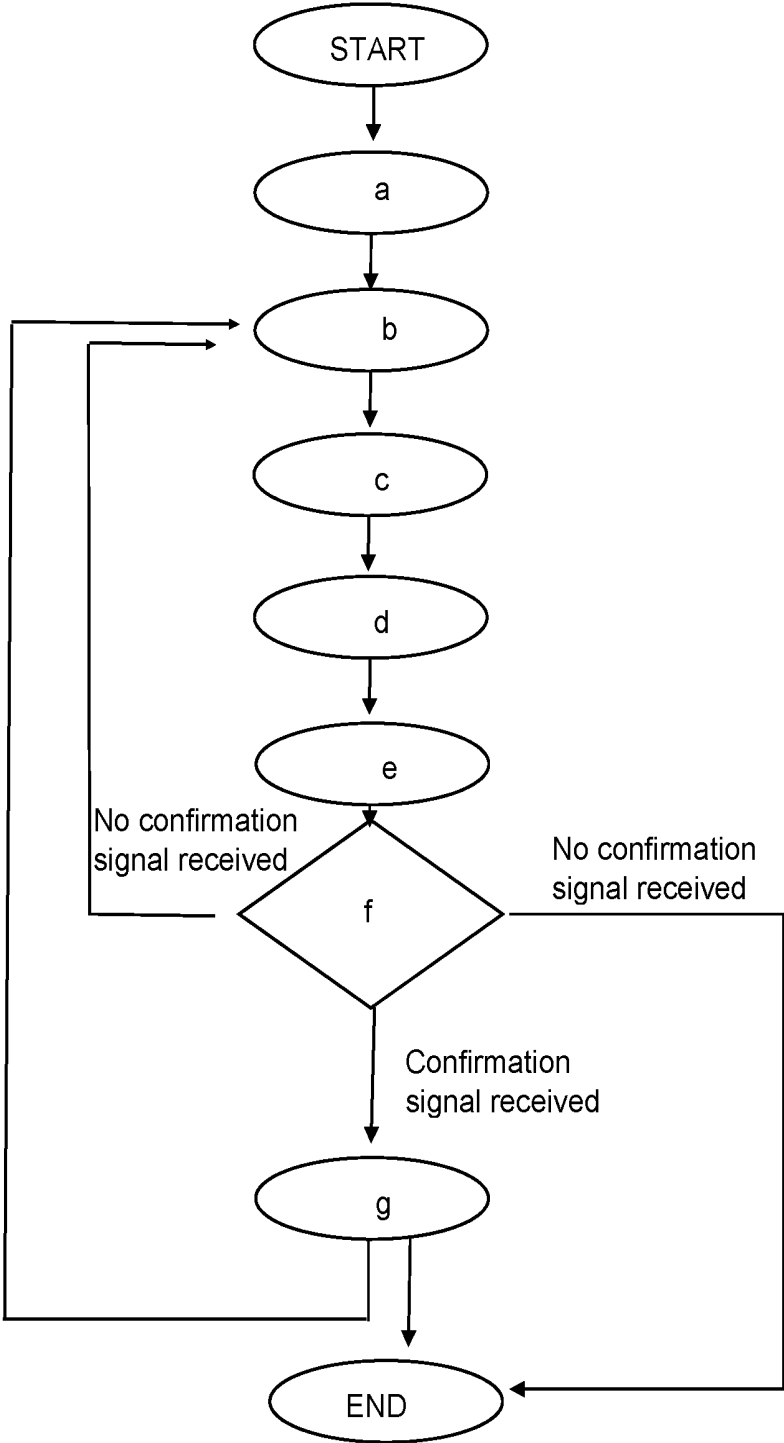 START
a
b
c
d
e
No confirmation
signal received
No confirmation
signal received
f
Confirmation
signal received
g
END